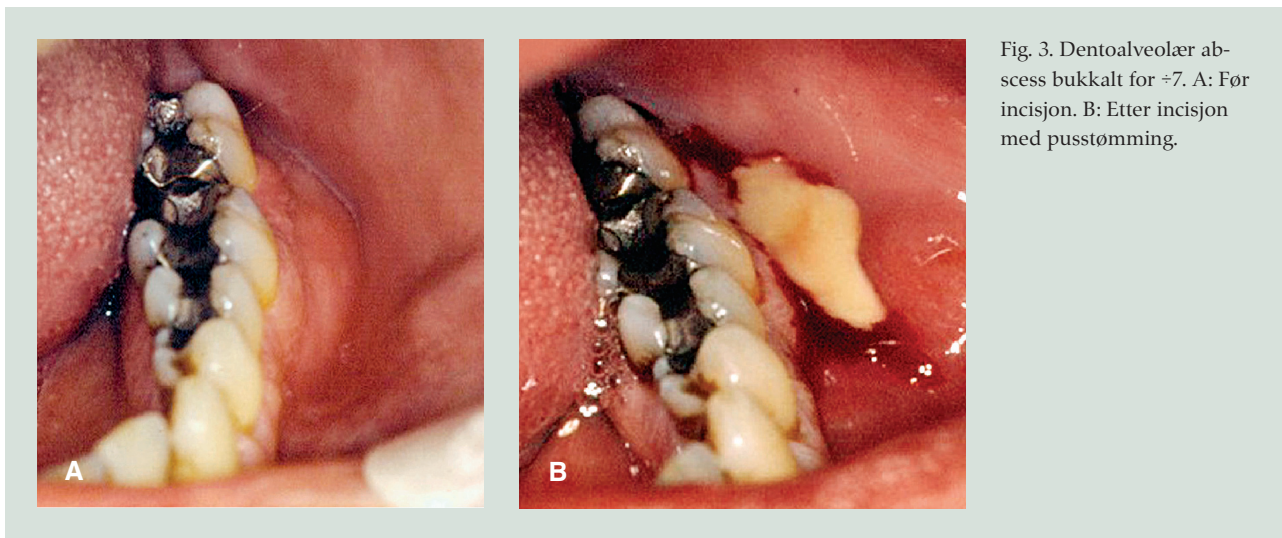 Fig. 3. Dentoalveolær ab-
scess bukkalt for ÷7. A: Før
incisjon. B: Etter incisjon
med pusstømming.
A
B